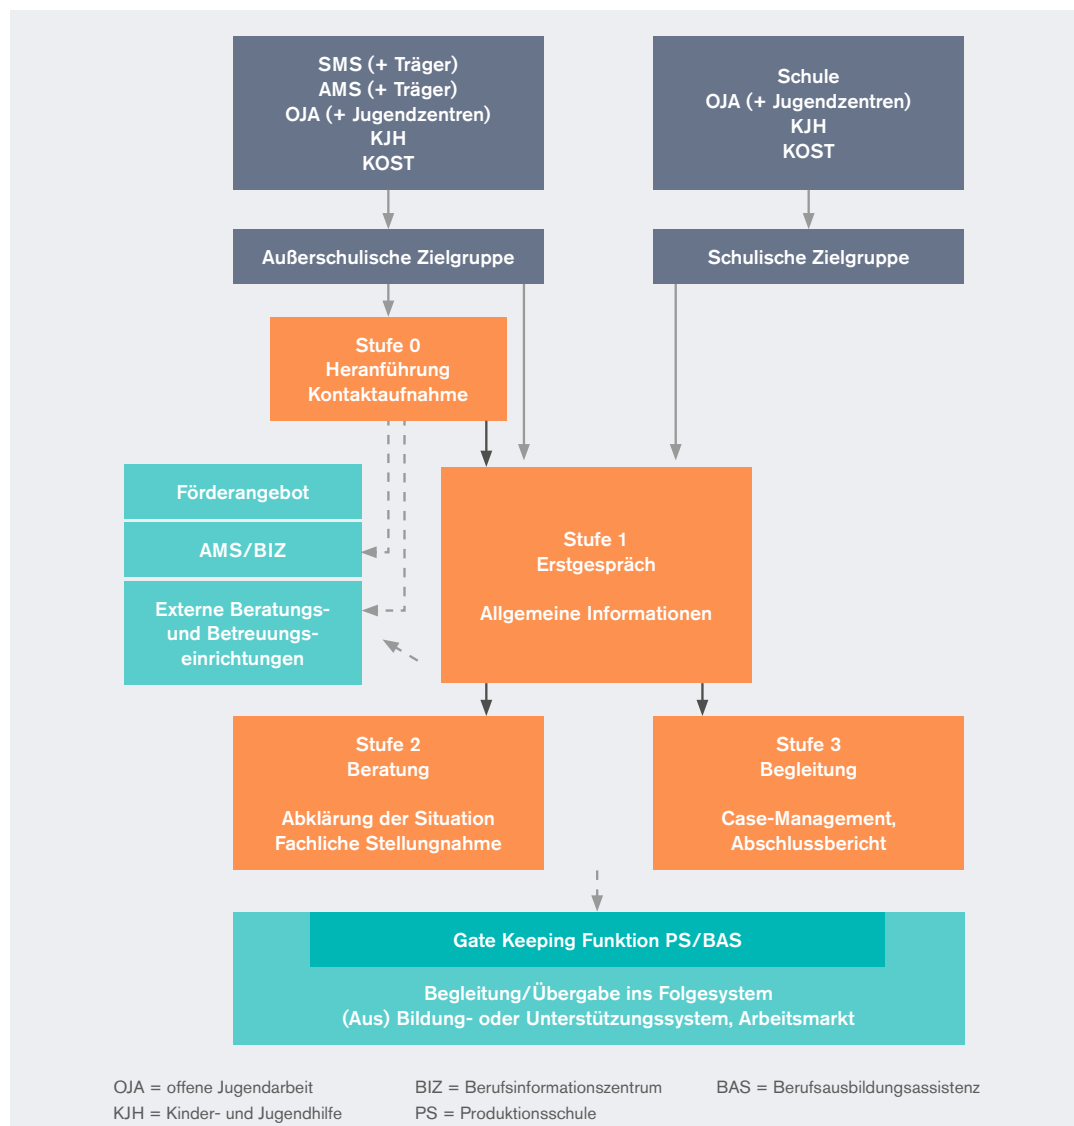 SMS (+ Träger)
AMS (+ Träger)
OJA (+ Jugendzentren)
KJH
KOST
Schule
OJA (+ Jugendzentren)
KJH
KOST
Außerschulische Zielgruppe
Schulische Zielgruppe
Stufe 0
Heranführung
Kontaktaufnahme
Förderangebot
AMS/BIZ
Externe Beratungs-
und Betreuungs-
einrichtungen
Stufe 1
Erstgespräch
Allgemeine Informationen
Stufe 2
Beratung
Abklärung der Situation
Fachliche Stellungnahme
Stufe 3
Begleitung
Case-Management,
Abschlussbericht
Gate Keeping Funktion PS/BAS
Begleitung/Übergabe ins Folgesystem
(Aus) Bildung- oder Unterstützungssystem, Arbeitsmarkt
OJA = offene Jugendarbeit
KJH = Kinder- und Jugendhilfe
BIZ = Berufsinformationszentrum
PS = Produktionsschule
BAS = Berufsausbildungsassistenz